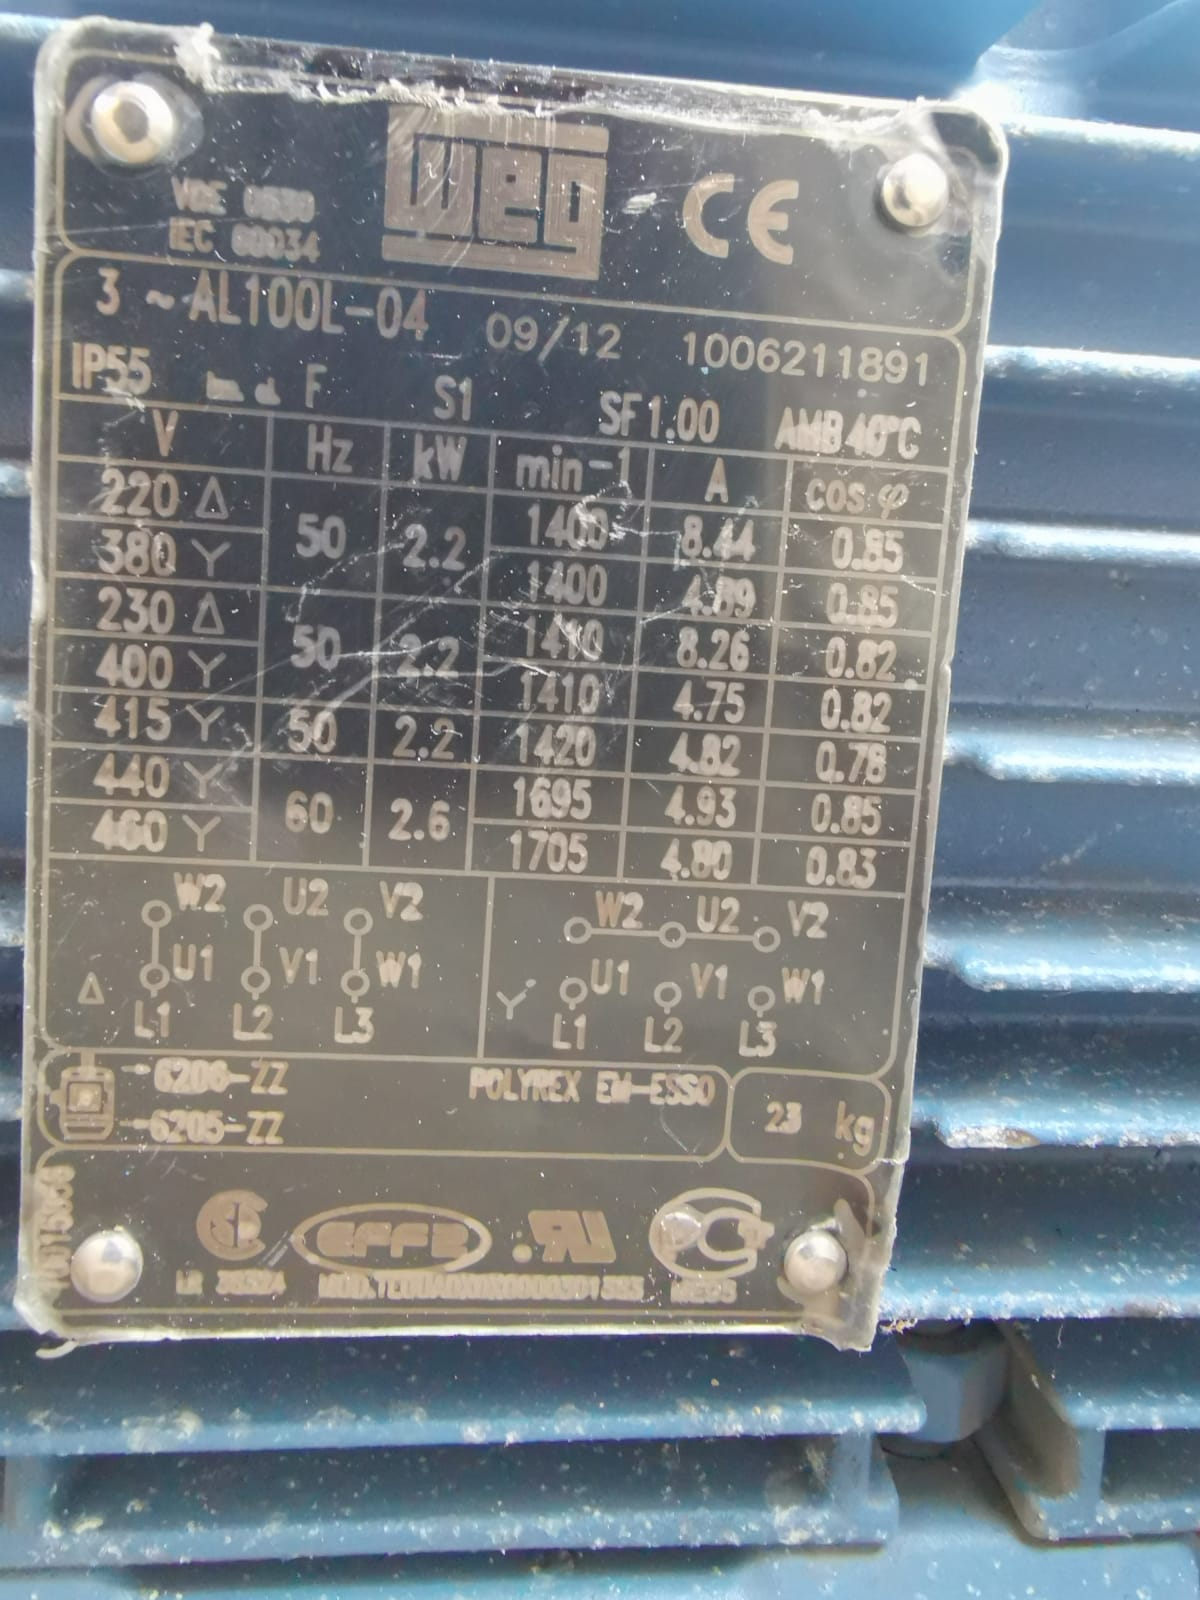 VDE 0530
IEC 60034
WEG
CE
3 ~ AL100L-04 09/12 1006211891
IP55 F S1 SF 1.00 AMB 40°C
V Hz kW min-1 A cos φ
220 Δ 50 2.2 1400 8.44 0.85
380 Y 1400 4.89 0.85
230 Δ 50 2.2 1410 8.26 0.82
400 Y 1410 4.75 0.82
415 Y 50 2.2 1420 4.82 0.78
440 Y 60 2.6 1695 4.93 0.85
460 Y 1705 4.80 0.83
W2 U2 V2 W2 U2 V2
U1 V1 W1 U1 V1 W1
Δ Y
L1 L2 L3 L1 L2 L3
6206-ZZ POLYREX EM-ESSO
6205-ZZ
23 kg
EFF2